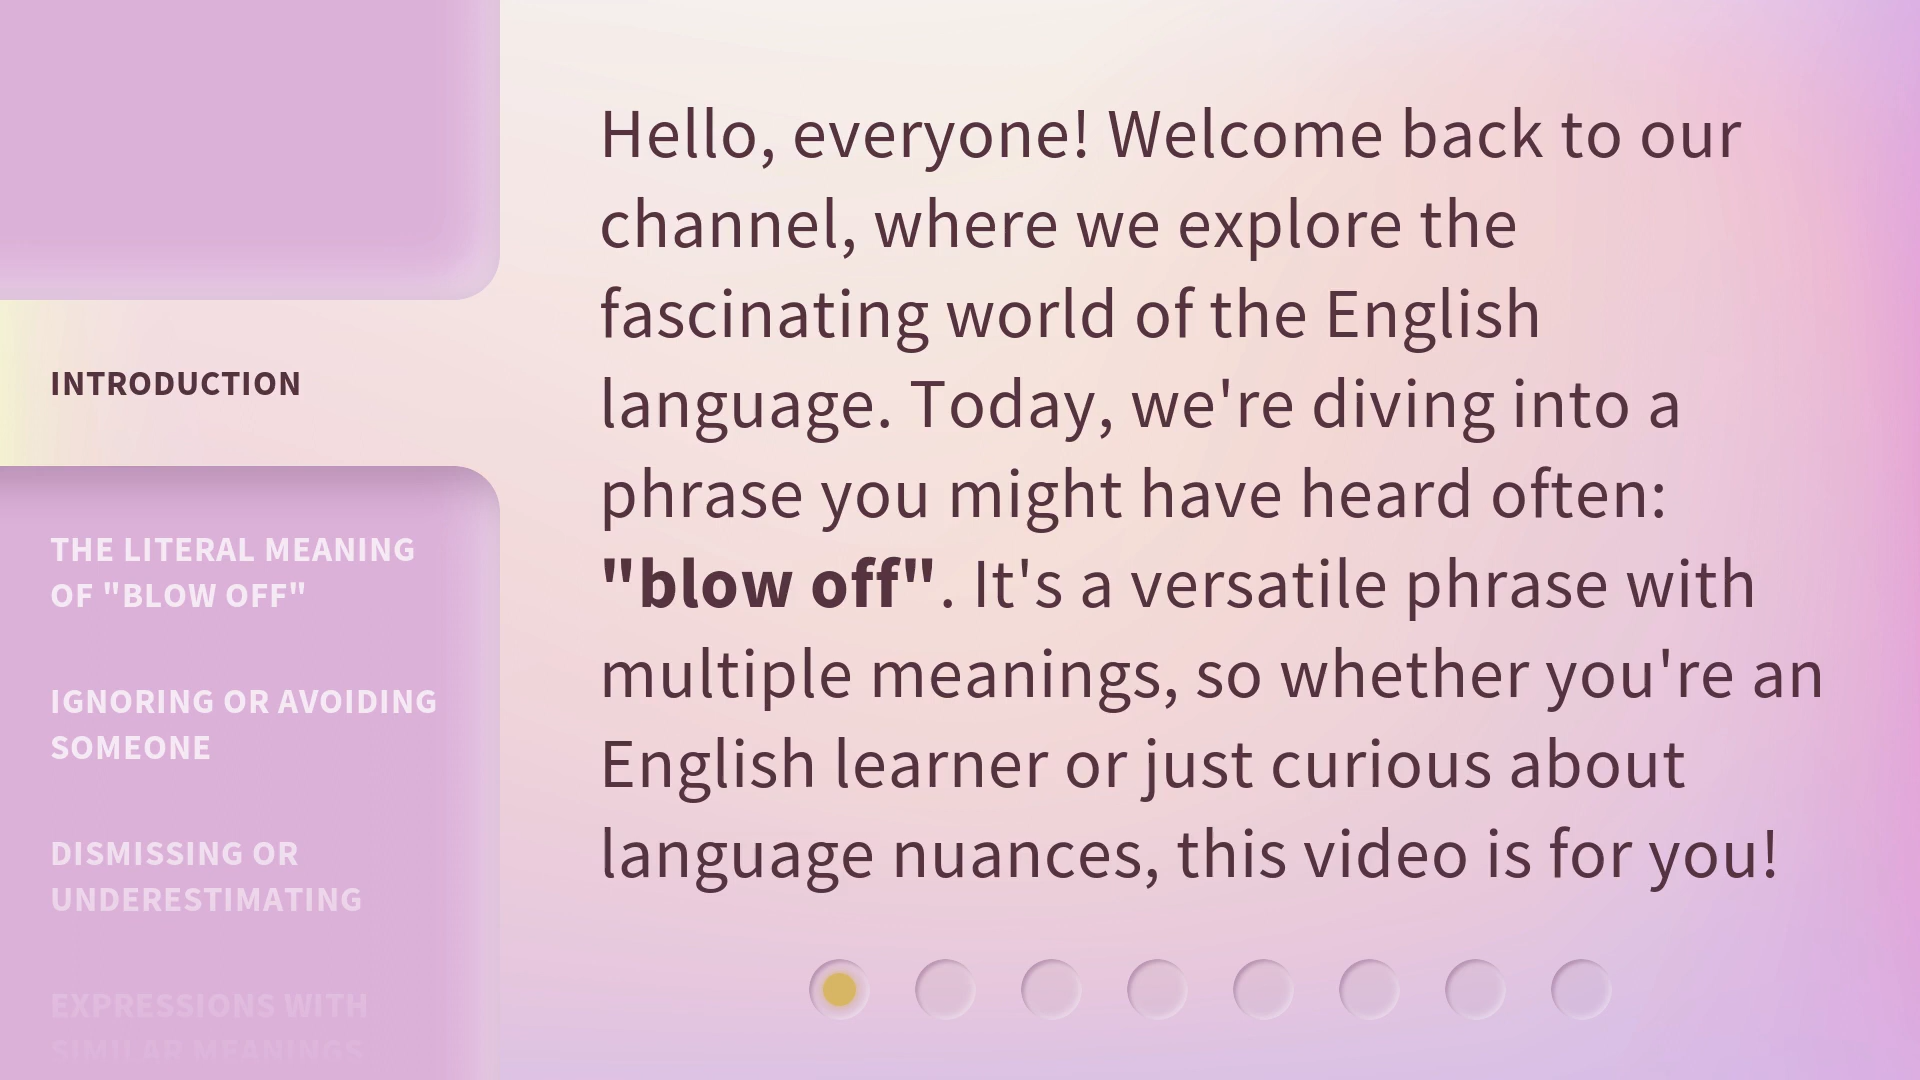 INTRODUCTION
THE LITERAL MEANING
OF "BLOW OFF"
IGNORING OR AVOIDING
SOMEONE
DISMISSING OR
UNDERESTIMATING
EXPRESSIONS WITH
SIMILAR MEANINGS
Hello, everyone! Welcome back to our
channel, where we explore the
fascinating world of the English
language. Today, we're diving into a
phrase you might have heard often:
"blow off". It's a versatile phrase with
multiple meanings, so whether you're an
English learner or just curious about
language nuances, this video is for you!